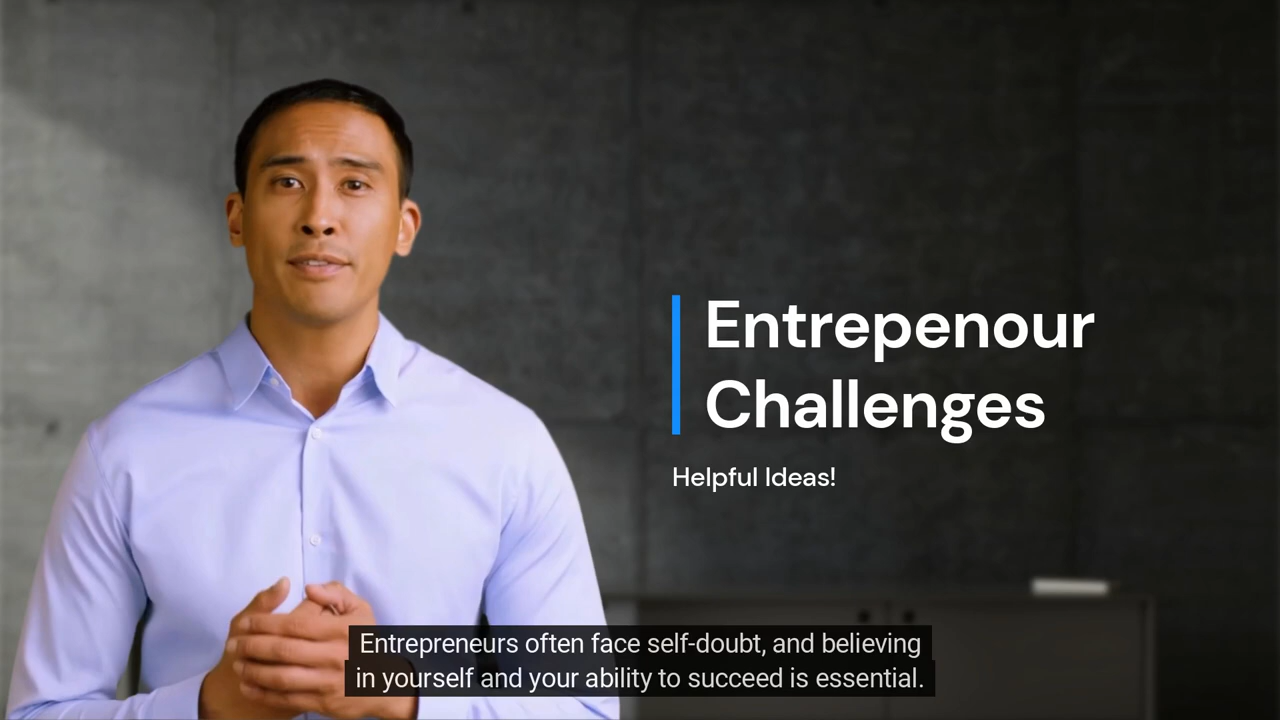 Entrepenour
Challenges
Helpful Ideas!
Entrepreneurs often face self-doubt, and believing
in yourself and your ability to succeed is essential.